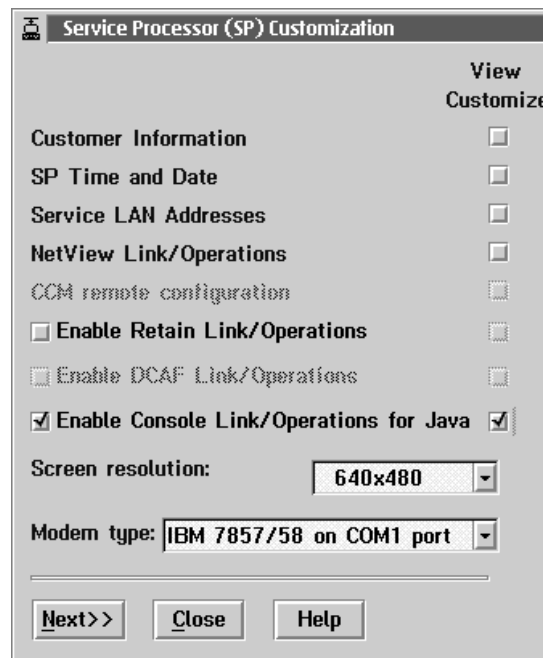 Service Processor (SP) Customization
View
Customize
Customer Information
SP Time and Date
Service LAN Addresses
NetView Link/Operations
CCM remote configuration
Enable Retain Link/Operations
Enable DCAF Link/Operations
Enable Console Link/Operations for Java
Screen resolution: 640x480
Modem type: IBM 7857/58 on COM1 port
Next>> Close Help